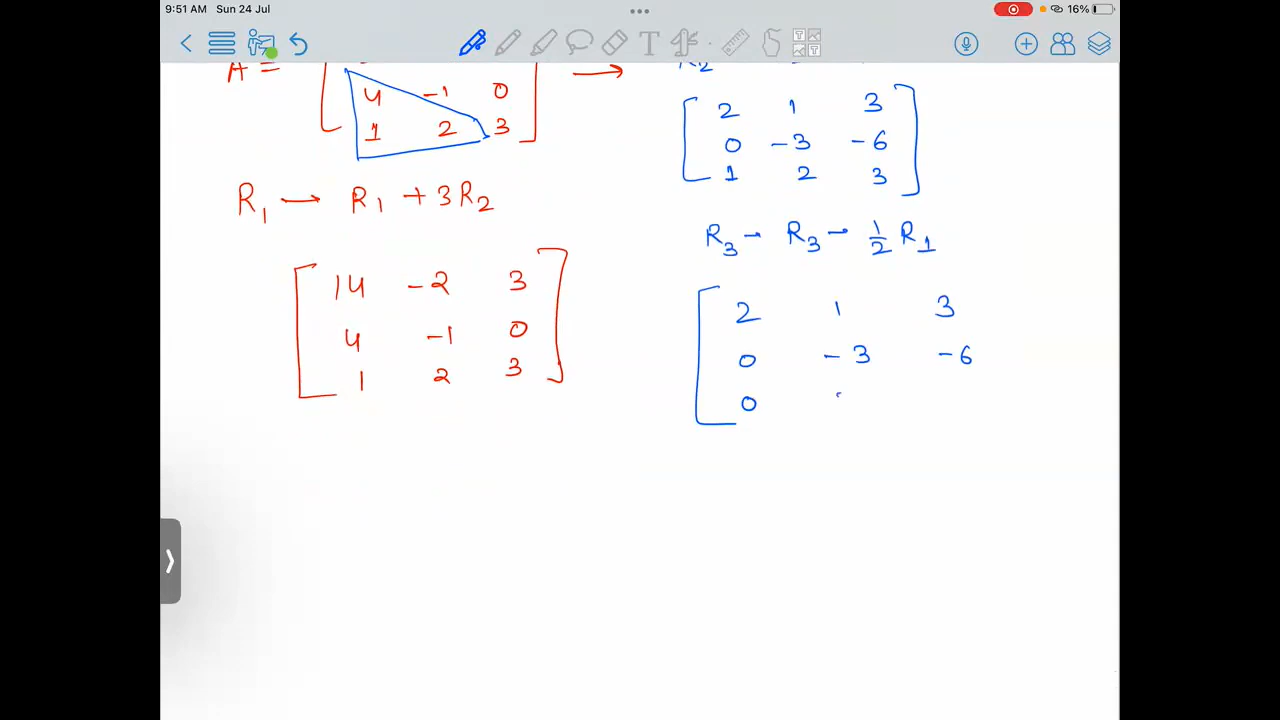 9:51 AM Sun 24 Jul
16%
T
A =
4 -1 0
1 2 3
R₁ → R₁ + 3R₂
14 -2 3
4 -1 0
1 2 3
R₂
2 1 3
0 -3 -6
1 2 3
R₃ → R₃ - ½ R₁
2 1 3
0 -3 -6
0